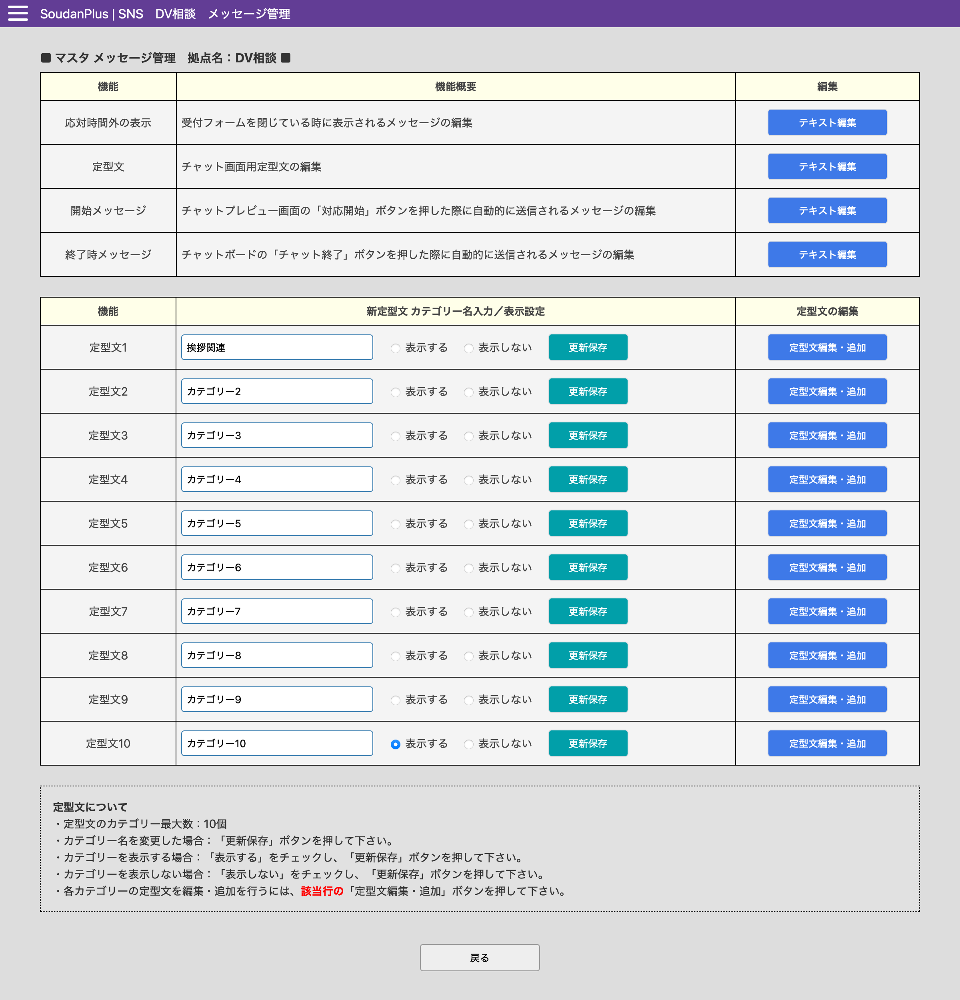 SoudanPlus | SNS　DV相談　メッセージ管理
■ マスタ メッセージ管理　拠点名：DV相談 ■
機能 機能概要 編集
応対時間外の表示 受付フォームを閉じている時に表示されるメッセージの編集 テキスト編集
定型文 チャット画面用定型文の編集 テキスト編集
開始メッセージ チャットプレビュー画面の「対応開始」ボタンを押した際に自動的に送信されるメッセージの編集 テキスト編集
終了時メッセージ チャットボードの「チャット終了」ボタンを押した際に自動的に送信されるメッセージの編集 テキスト編集
機能 新定型文 カテゴリー名入力／表示設定 定型文の編集
定型文1 挨拶関連 表示する 表示しない 更新保存 定型文編集・追加
定型文2 カテゴリー2 表示する 表示しない 更新保存 定型文編集・追加
定型文3 カテゴリー3 表示する 表示しない 更新保存 定型文編集・追加
定型文4 カテゴリー4 表示する 表示しない 更新保存 定型文編集・追加
定型文5 カテゴリー5 表示する 表示しない 更新保存 定型文編集・追加
定型文6 カテゴリー6 表示する 表示しない 更新保存 定型文編集・追加
定型文7 カテゴリー7 表示する 表示しない 更新保存 定型文編集・追加
定型文8 カテゴリー8 表示する 表示しない 更新保存 定型文編集・追加
定型文9 カテゴリー9 表示する 表示しない 更新保存 定型文編集・追加
定型文10 カテゴリー10 表示する 表示しない 更新保存 定型文編集・追加
定型文について
・定型文のカテゴリー最大数：10個
・カテゴリー名を変更した場合：「更新保存」ボタンを押して下さい。
・カテゴリーを表示する場合：「表示する」をチェックし、「更新保存」ボタンを押して下さい。
・カテゴリーを表示しない場合：「表示しない」をチェックし、「更新保存」ボタンを押して下さい。
・各カテゴリーの定型文を編集・追加を行うには、該当行の「定型文編集・追加」ボタンを押して下さい。
戻る